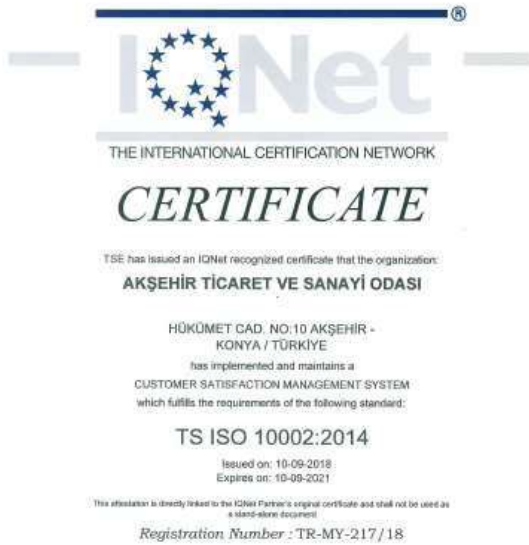 ®
IQNet
THE INTERNATIONAL CERTIFICATION NETWORK
CERTIFICATE
TSE has issued an IQNet recognized certificate that the organization:
AKŞEHİR TİCARET VE SANAYİ ODASI
HÜKÜMET CAD. NO:10 AKŞEHİR -
KONYA / TÜRKİYE
has implemented and maintains a
CUSTOMER SATISFACTION MANAGEMENT SYSTEM
which fulfills the requirements of the following standard:
TS ISO 10002:2014
Issued on: 10-09-2018
Expires on: 10-09-2021
This attestation is directly linked to the IQNet Partner's original certificate and shall not be used as
a stand-alone document
Registration Number : TR-MY-217/18